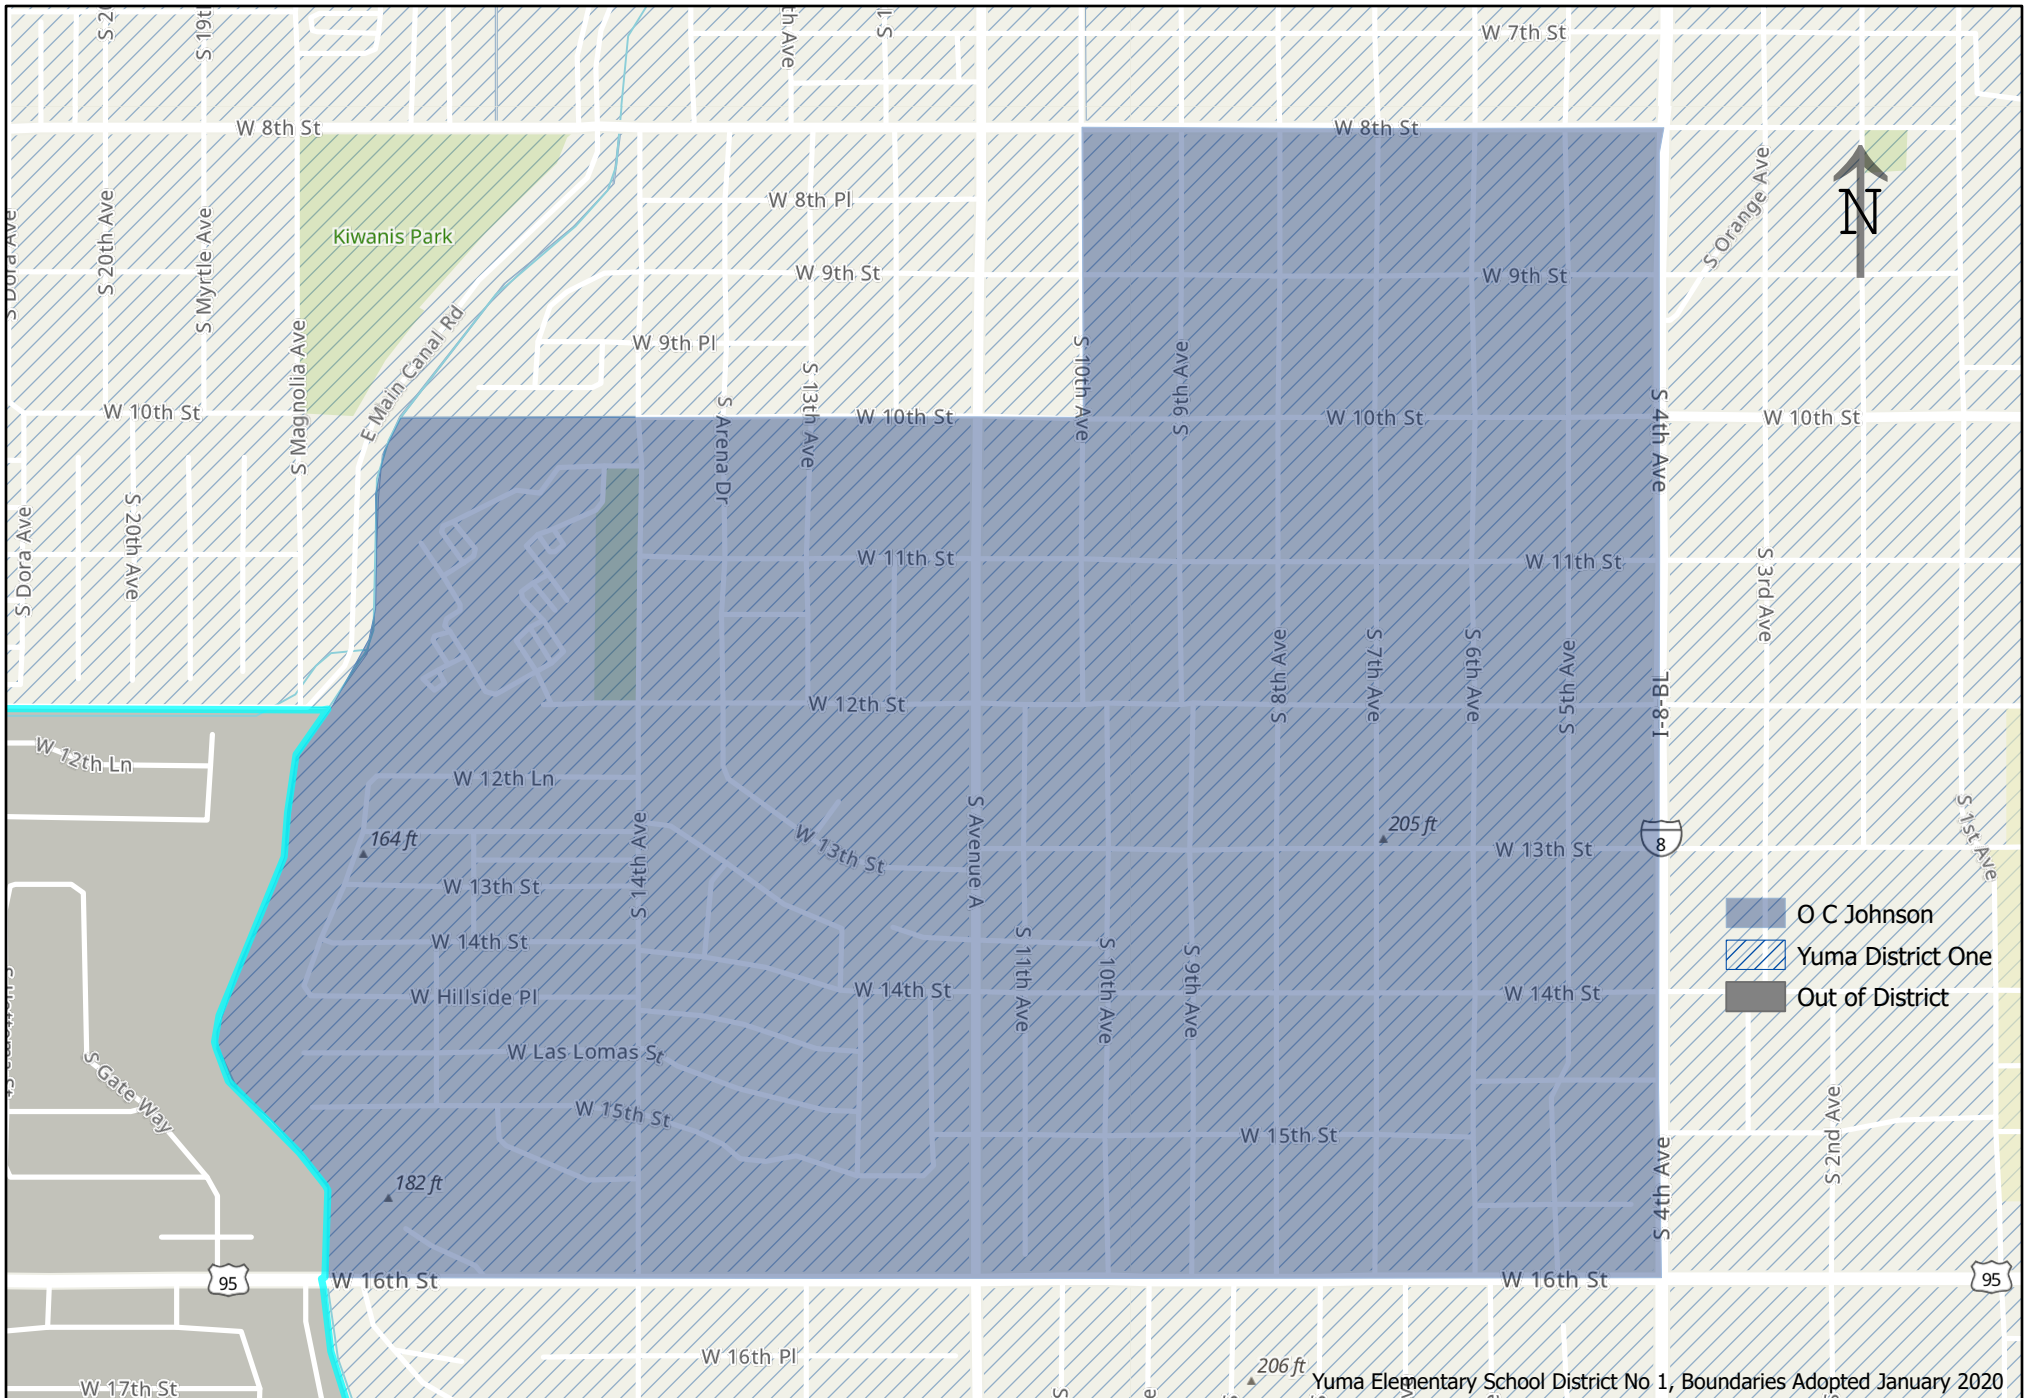 S 19t
th Ave
W 7th St
W 8th St
W 8th St
S Dora Ave
S 20th Ave
S Myrtle Ave
Kiwanis Park
W 8th Pl
S Orange Ave
N
W 9th St
W 9th St
S Magnolia Ave
E Main Canal Rd
W 9th Pl
S 13th Ave
S 10th Ave
S 9th Ave
W 10th St
S Arena Dr
W 10th St
W 10th St
S 4th Ave
W 10th St
S Dora Ave
S 20th Ave
W 11th St
W 11th St
S 3rd Ave
S 8th Ave
S 7th Ave
S 6th Ave
S 5th Ave
I-8-BL
W 12th St
W 12th Ln
W 12th Ln
164 ft
S 14th Ave
W 13th St
S Avenue A
205 ft
W 13th St
8
S 1st Ave
W 13th St
O C Johnson
W 14th St
S 11th Ave
S 10th Ave
S 9th Ave
Yuma District One
W Hillside Pl
W 14th St
W 14th St
Out of District
S Gate Way
W Las Lomas St
W 15th St
W 15th St
S 4th Ave
S 2nd Ave
182 ft
95
W 16th St
W 16th St
95
W 16th Pl
206 ft
W 17th St
Yuma Elementary School District No 1, Boundaries Adopted January 2020